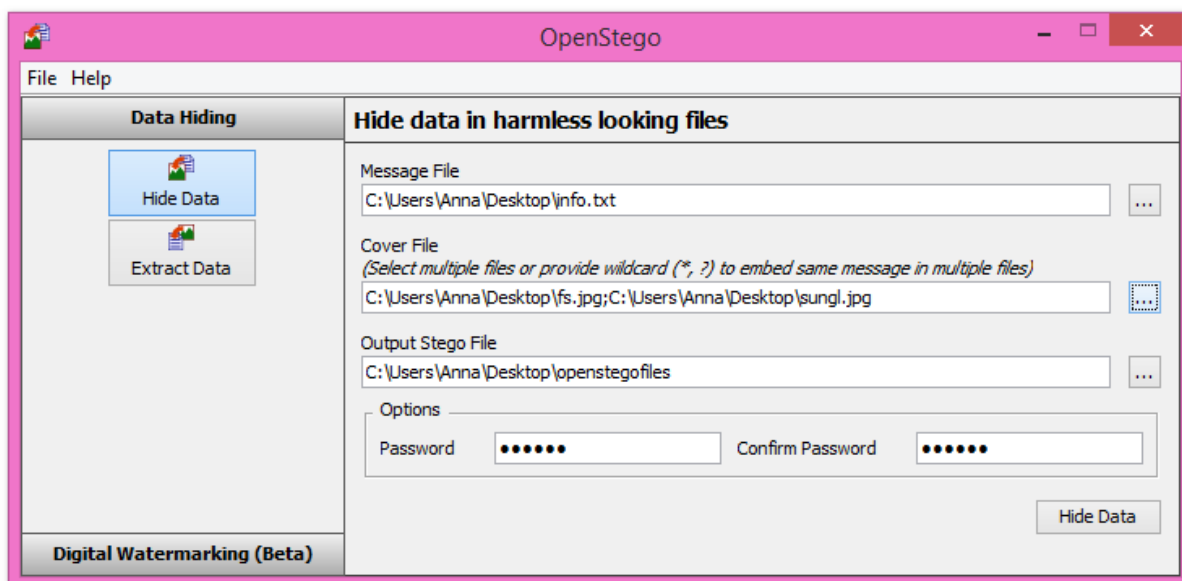 OpenStego
File Help
Data Hiding
Hide Data
Extract Data
Digital Watermarking (Beta)
Hide data in harmless looking files
Message File
C:\Users\Anna\Desktop\info.txt
...
Cover File
(Select multiple files or provide wildcard (*, ?) to embed same message in multiple files)
C:\Users\Anna\Desktop\fs.jpg;C:\Users\Anna\Desktop\sungl.jpg
...
Output Stego File
C:\Users\Anna\Desktop\openstegofiles
...
Options
Password ●●●●●● Confirm Password ●●●●●●
Hide Data